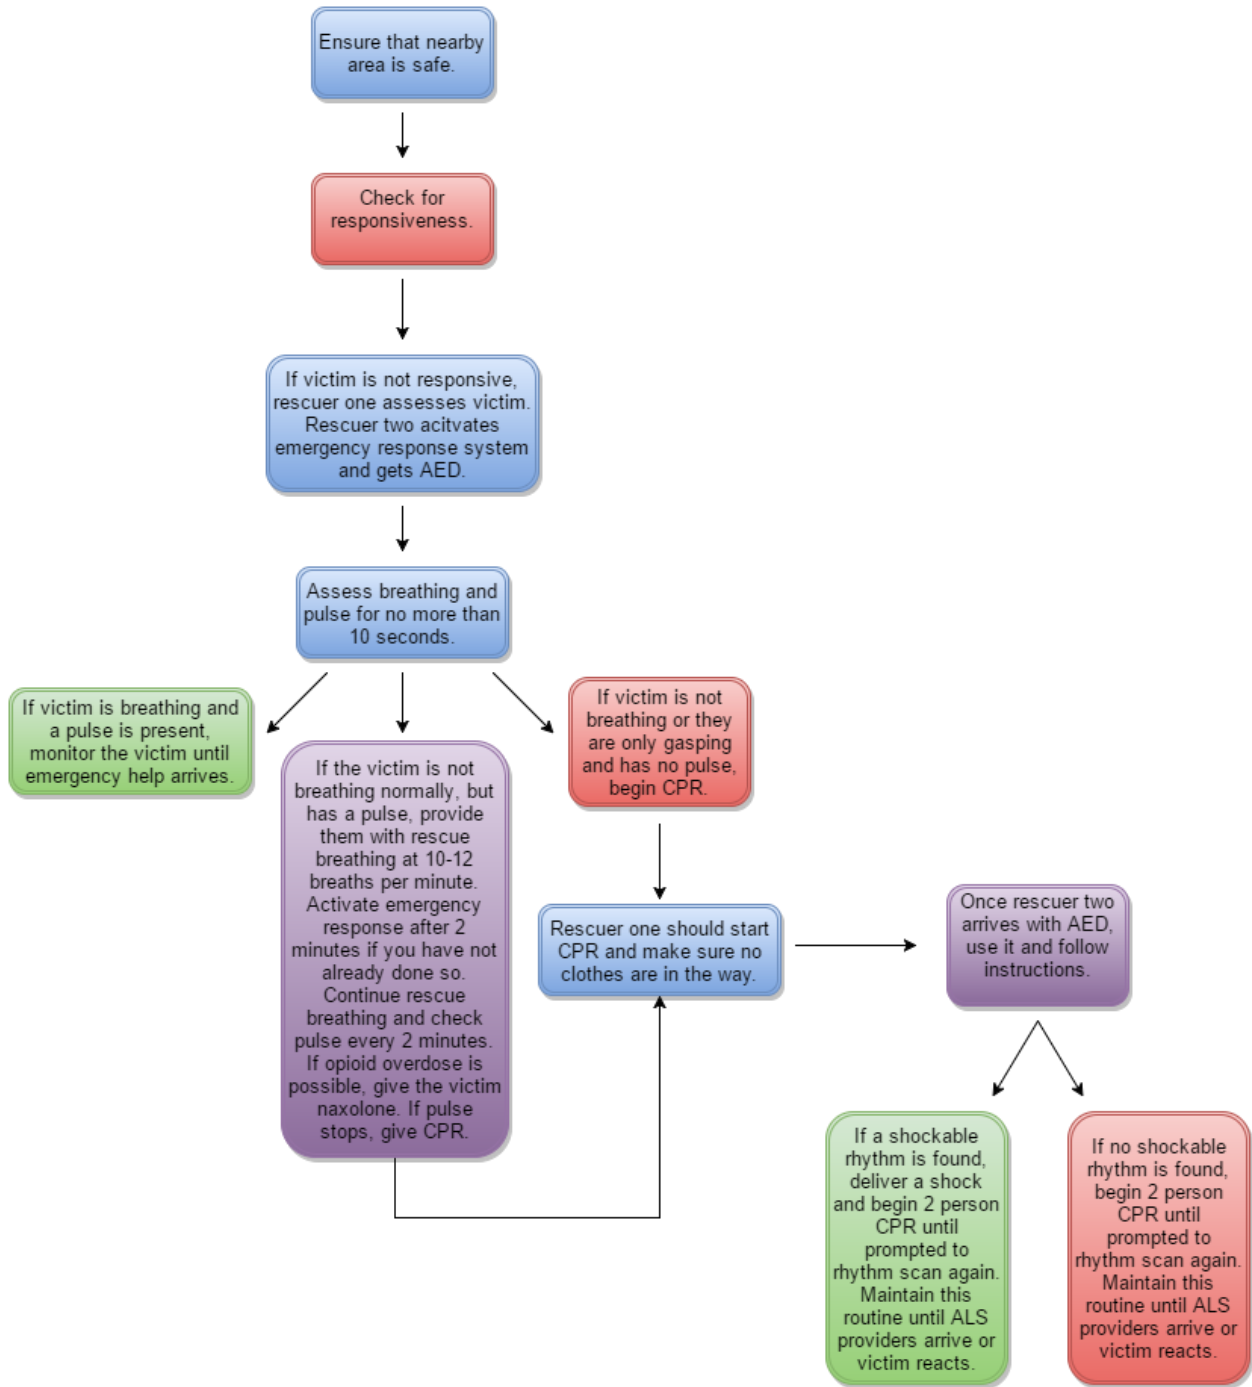 Ensure that nearby
area is safe.
Check for
responsiveness.
If victim is not responsive,
rescuer one assesses victim.
Rescuer two acitvates
emergency response system
and gets AED.
Assess breathing and
pulse for no more than
10 seconds.
If victim is breathing and
a pulse is present,
monitor the victim until
emergency help arrives.
If the victim is not
breathing normally, but
has a pulse, provide
them with rescue
breathing at 10-12
breaths per minute.
Activate emergency
response after 2
minutes if you have not
already done so.
Continue rescue
breathing and check
pulse every 2 minutes.
If opioid overdose is
possible, give the victim
naxolone. If pulse
stops, give CPR.
If victim is not
breathing or they
are only gasping
and has no pulse,
begin CPR.
Rescuer one should start
CPR and make sure no
clothes are in the way.
Once rescuer two
arrives with AED,
use it and follow
instructions.
If a shockable
rhythm is found,
deliver a shock
and begin 2 person
CPR until
prompted to
rhythm scan again.
Maintain this
routine until ALS
providers arrive or
victim reacts.
If no shockable
rhythm is found,
begin 2 person
CPR until
prompted to
rhythm scan again.
Maintain this
routine until ALS
providers arrive or
victim reacts.